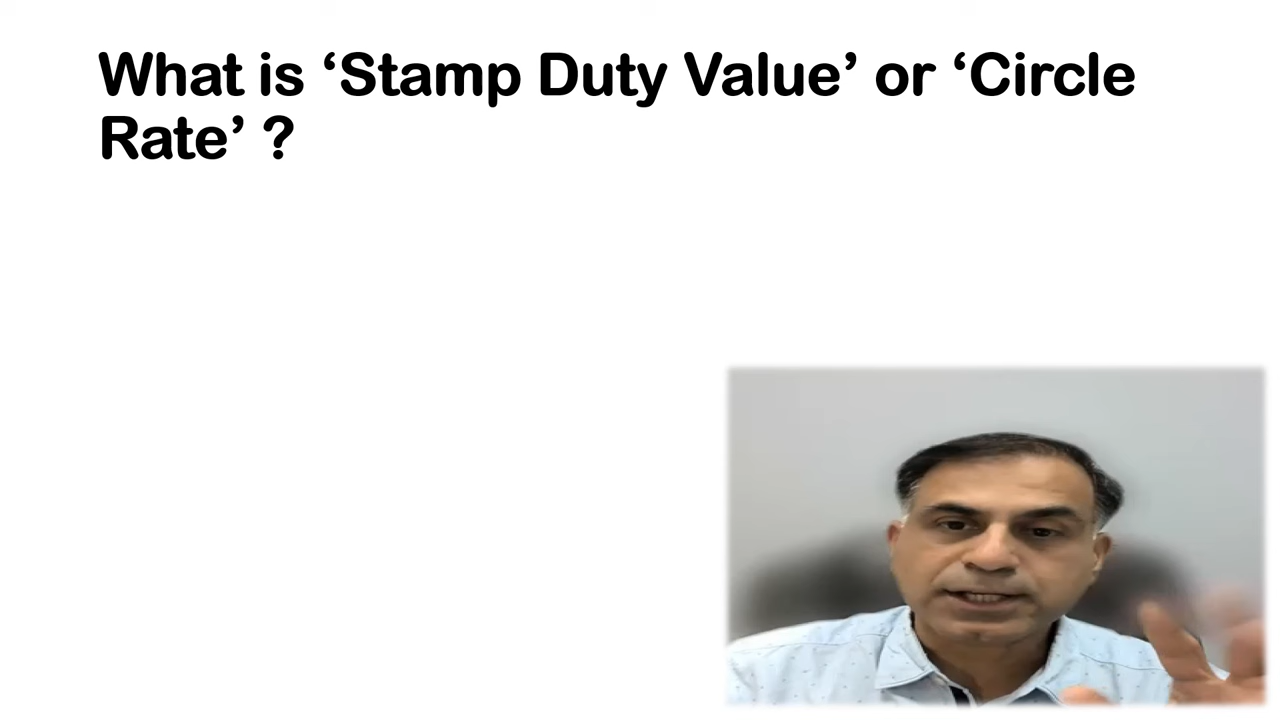 What is ‘Stamp Duty Value’ or ‘Circle
Rate’ ?